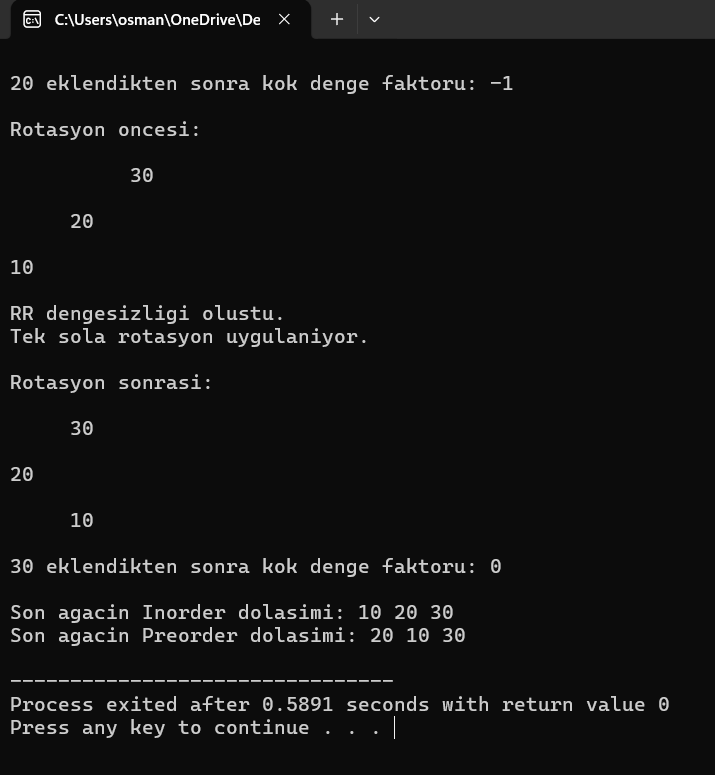 C:\Users\osman\OneDrive\De
20 eklendikten sonra kok denge faktoru: -1
Rotasyon oncesi:
30
20
10
RR dengesizligi olustu.
Tek sola rotasyon uygulaniyor.
Rotasyon sonrasi:
30
20
10
30 eklendikten sonra kok denge faktoru: 0
Son agacin Inorder dolasimi: 10 20 30
Son agacin Preorder dolasimi: 20 10 30
--------------------------------
Process exited after 0.5891 seconds with return value 0
Press any key to continue . . .